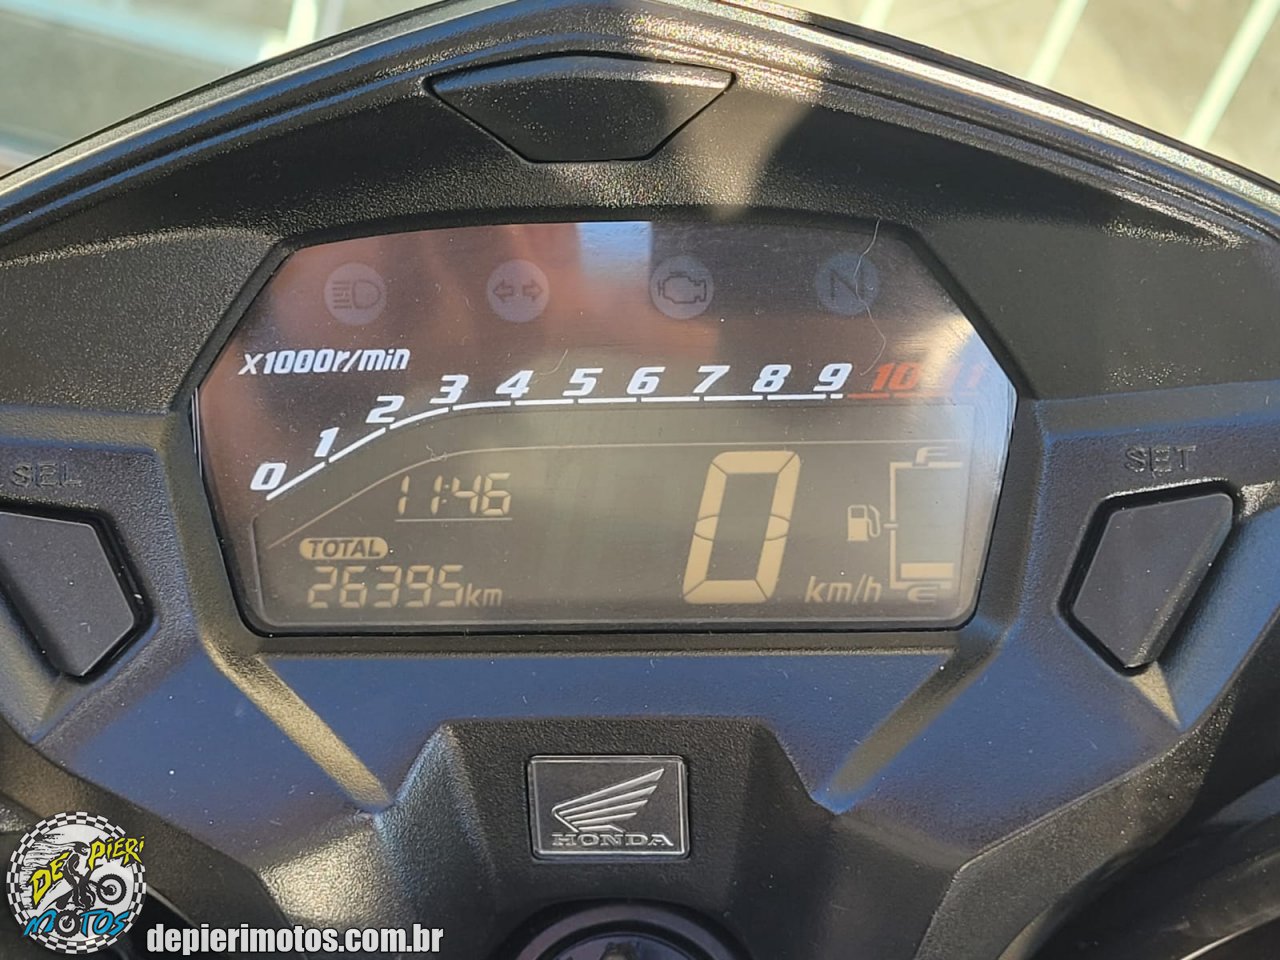 X1000r/min
0 1 2 3 4 5 6 7 8 9 10 11
SEL
SET
11:46
TOTAL
26395km
0 km/h
F
E
HONDA
DE PIERI
MOTOS
depierimotos.com.br